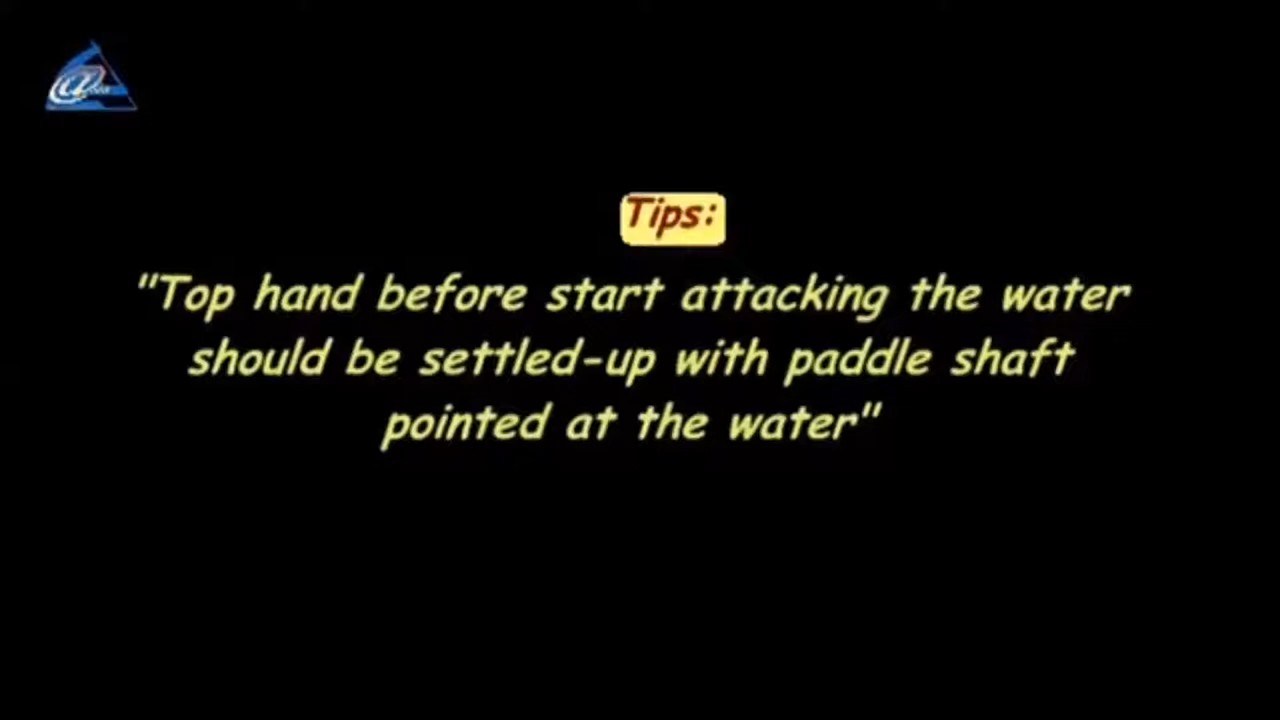 Tips:
"Top hand before start attacking the water
should be settled-up with paddle shaft
pointed at the water"